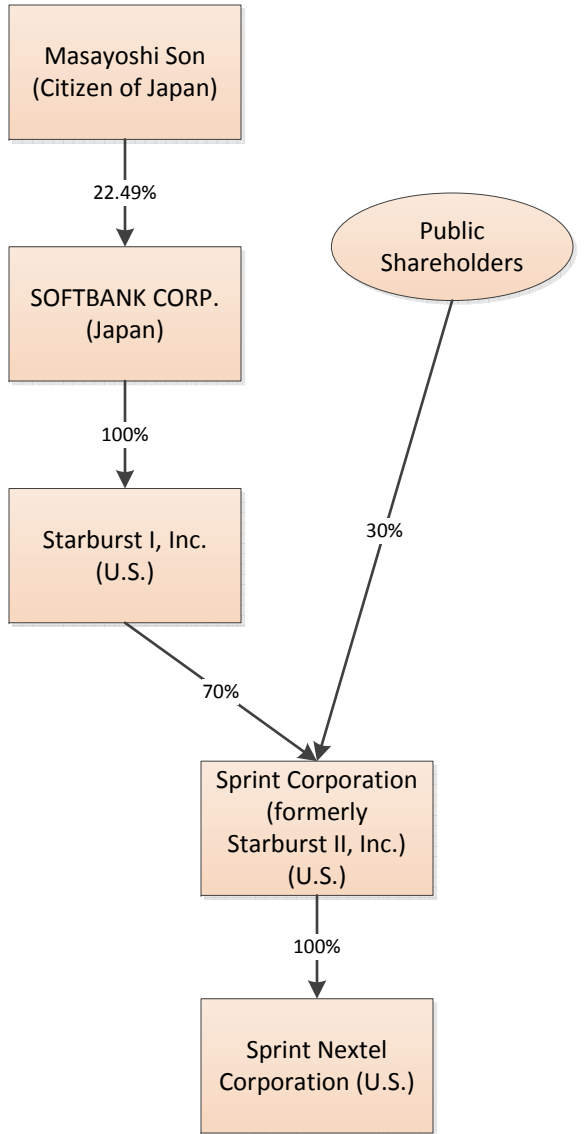 Masayoshi Son
(Citizen of Japan)
22.49%
Public
Shareholders
SOFTBANK CORP.
(Japan)
100%
Starburst I, Inc.
(U.S.)
30%
70%
Sprint Corporation
(formerly
Starburst II, Inc.)
(U.S.)
100%
Sprint Nextel
Corporation (U.S.)